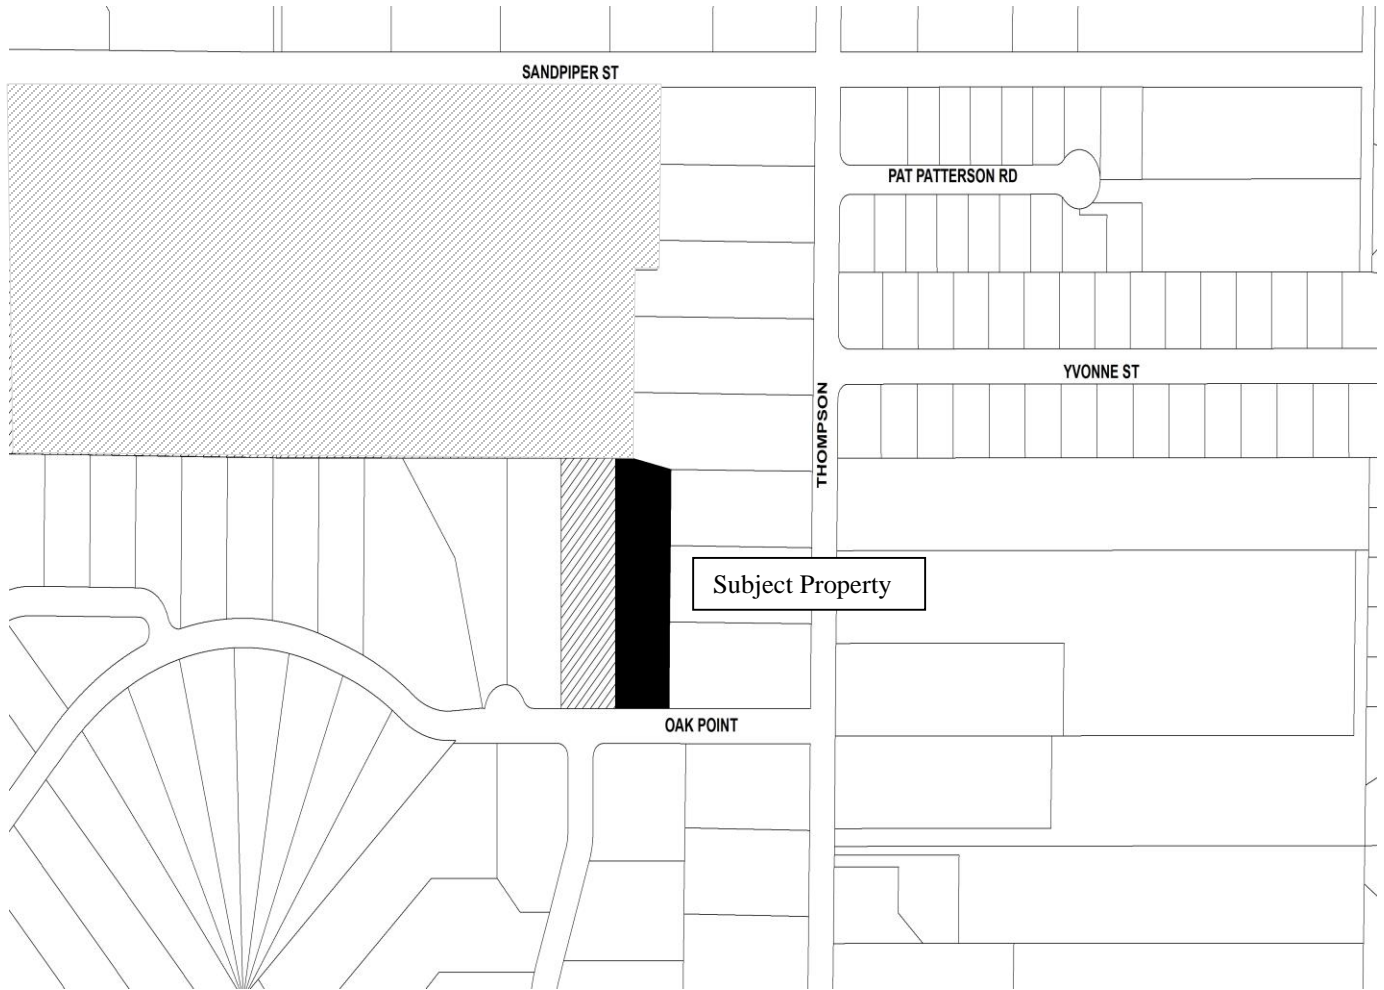 SANDPIPER ST
PAT PATTERSON RD
YVONNE ST
THOMPSON
Subject Property
OAK POINT